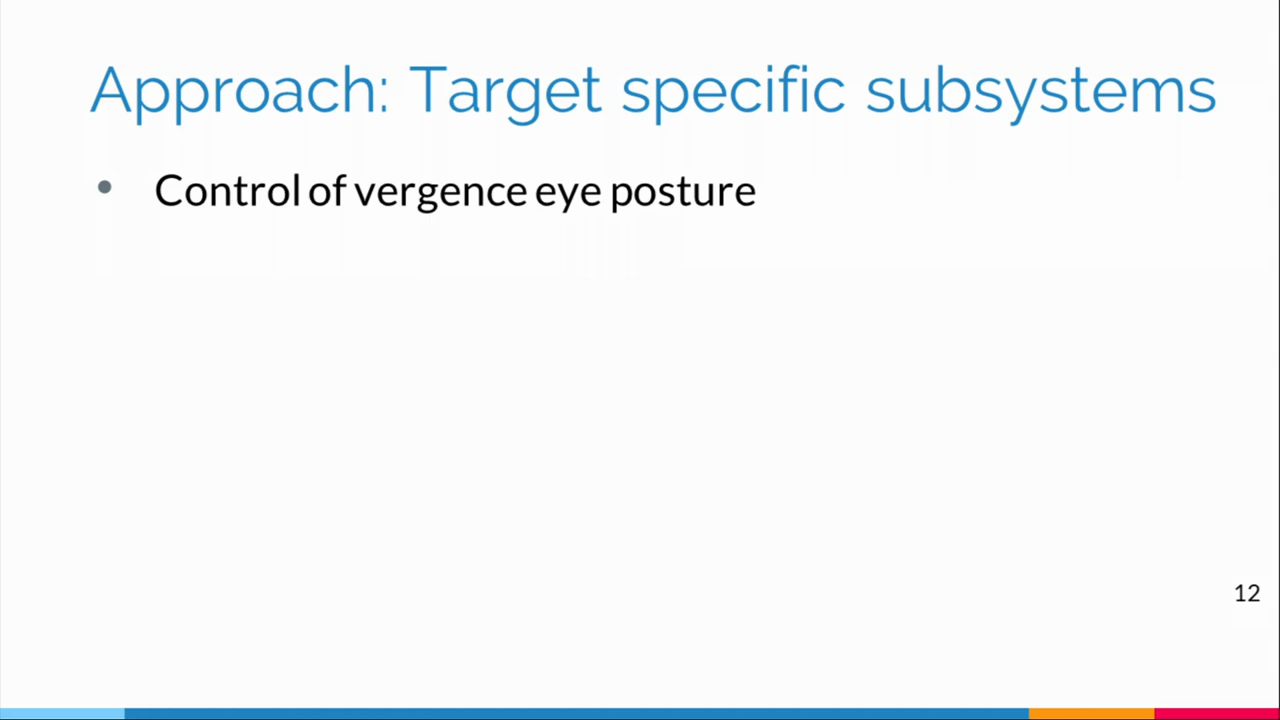 Approach: Target specific subsystems
• Control of vergence eye posture
12